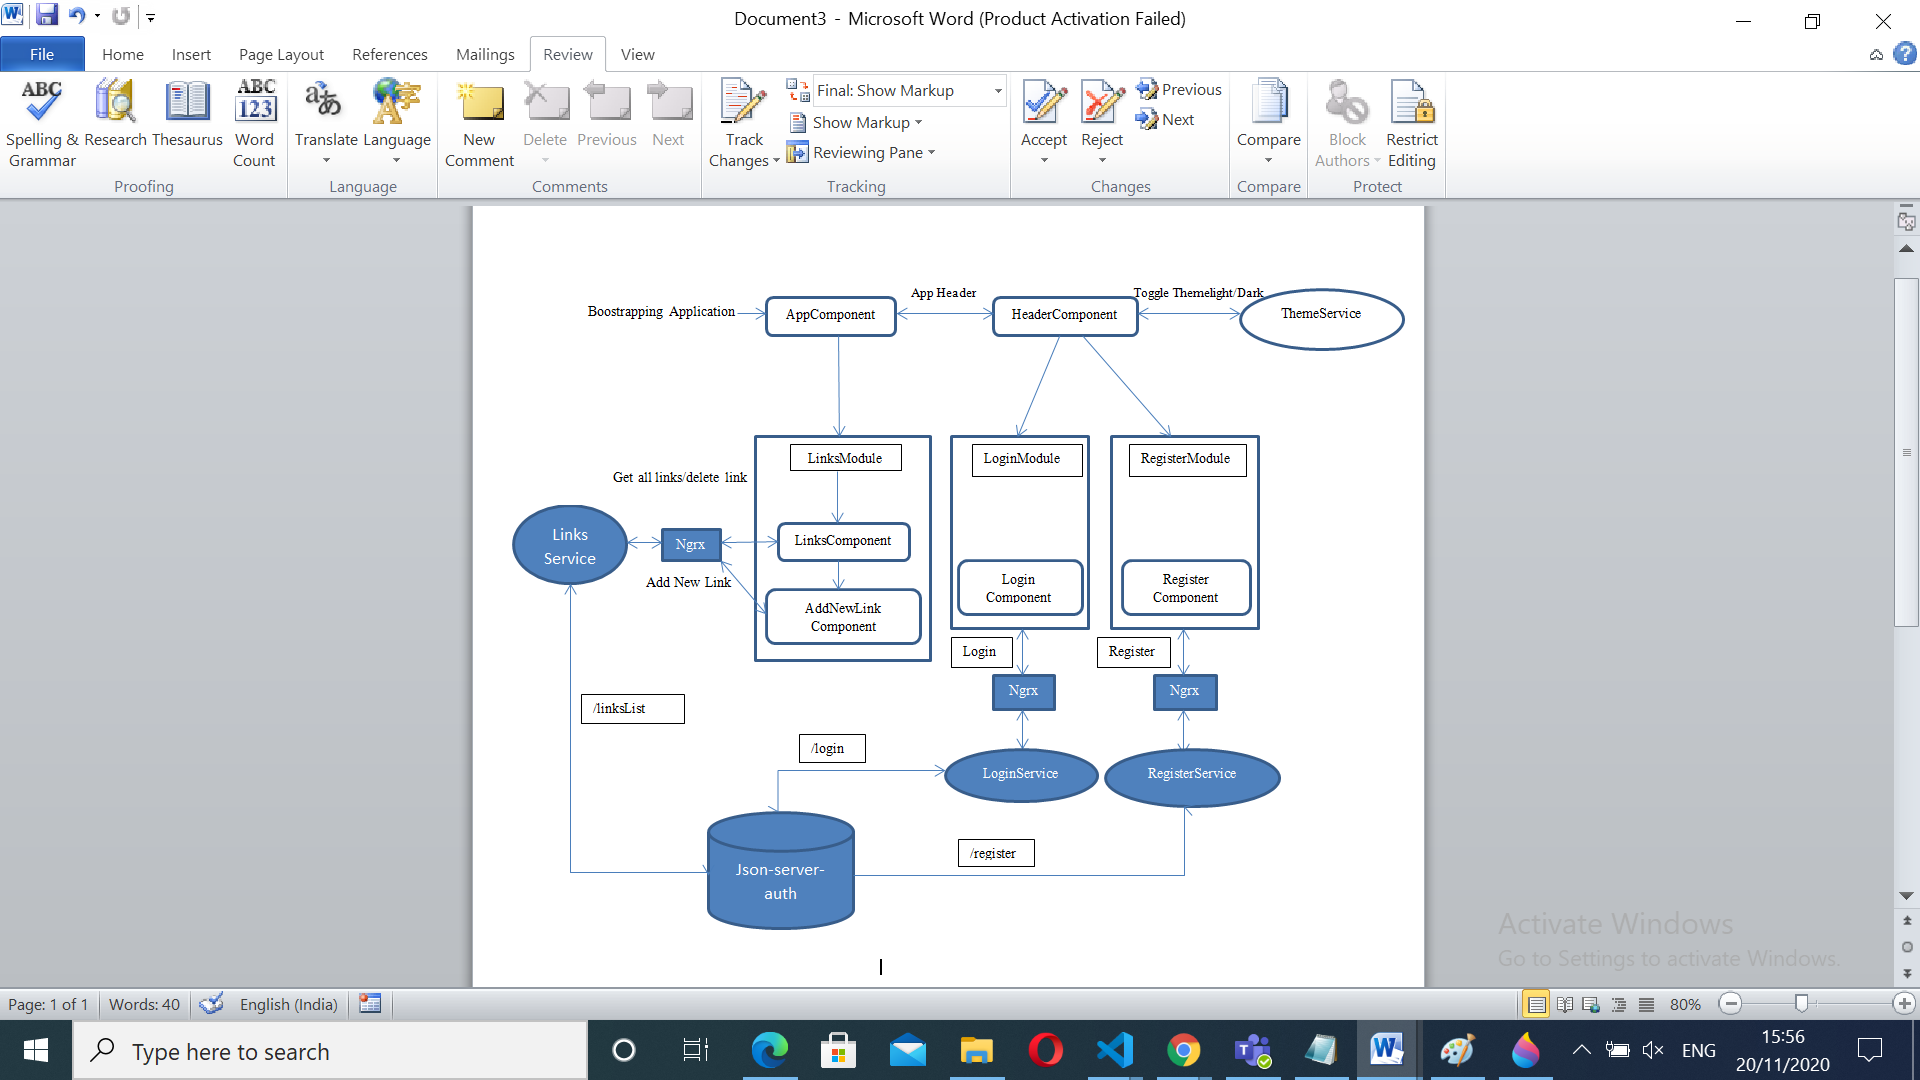 Document3 - Microsoft Word (Product Activation Failed)
File
Home
Insert
Page Layout
References
Mailings
Review
View
ABC
Spelling &
Grammar
Research
Thesaurus
ABC
123
Word
Count
Proofing
Translate
Language
Language
New
Comment
Delete
Previous
Next
Comments
Track
Changes
Final: Show Markup
Show Markup
Reviewing Pane
Tracking
Accept
Reject
Previous
Next
Changes
Compare
Compare
Block
Authors
Restrict
Editing
Protect
Boostrapping Application
AppComponent
App Header
HeaderComponent
Toggle Themelight/Dark
ThemeService
LinksModule
LoginModule
RegisterModule
Get all links/delete link
Links
Service
Ngrx
LinksComponent
Add New Link
AddNewLink
Component
Login
Component
Register
Component
Login
Register
Ngrx
Ngrx
/linksList
/login
LoginService
RegisterService
Json-server-
auth
/register
Activate Windows
Go to Settings to activate Windows.
Page: 1 of 1
Words: 40
English (India)
80%
Type here to search
ENG
15:56
20/11/2020